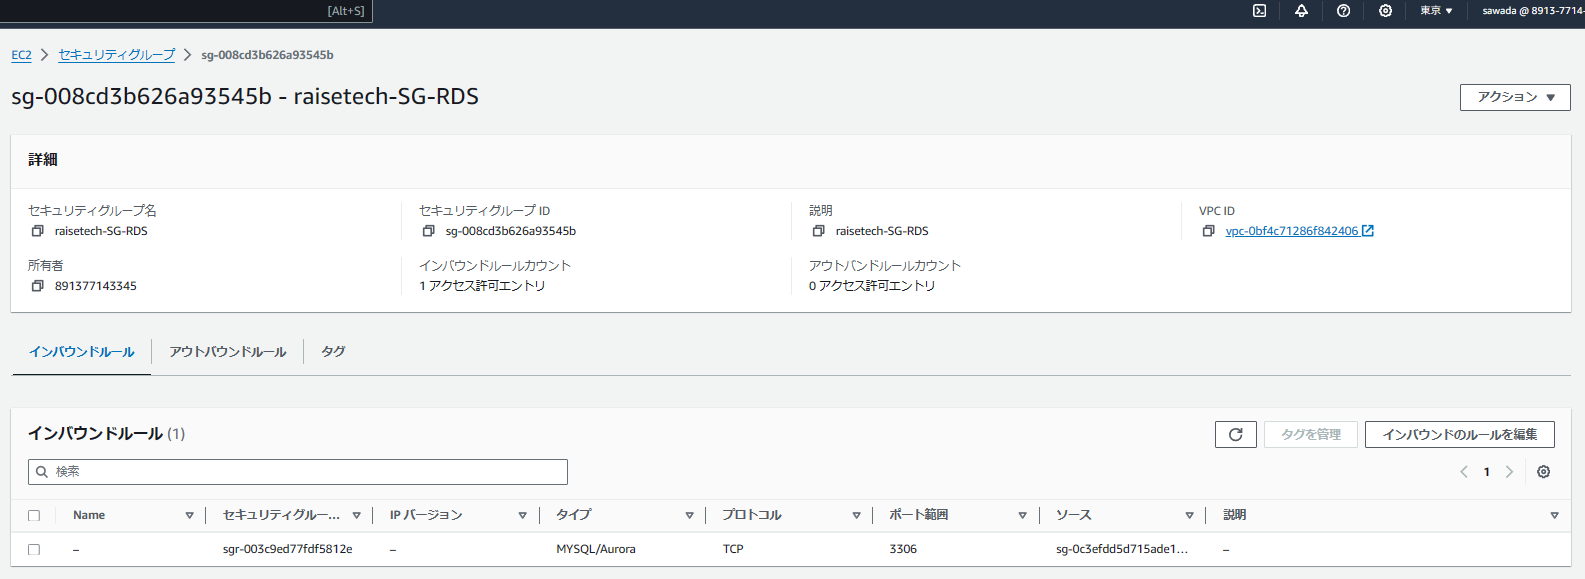 [Alt+S] 東京 ▼ sawada @ 8913-7714-
EC2 > セキュリティグループ > sg-008cd3b626a93545b
sg-008cd3b626a93545b - raisetech-SG-RDS アクション ▼
詳細
セキュリティグループ名 セキュリティグループ ID 説明 VPC ID
raisetech-SG-RDS sg-008cd3b626a93545b raisetech-SG-RDS vpc-0bf4c71286f842406
所有者 インバウンドルールカウント アウトバンドルールカウント
891377143345 1 アクセス許可エントリ 0 アクセス許可エントリ
インバウンドルール アウトバウンドルール タグ
インバウンドルール (1) タグを管理 インバウンドのルールを編集
検索 < 1 >
Name セキュリティグルー... IP バージョン タイプ プロトコル ポート範囲 ソース 説明
– sgr-003c9ed77fdf5812e – MYSQL/Aurora TCP 3306 sg-0c3efdd5d715ade1... –